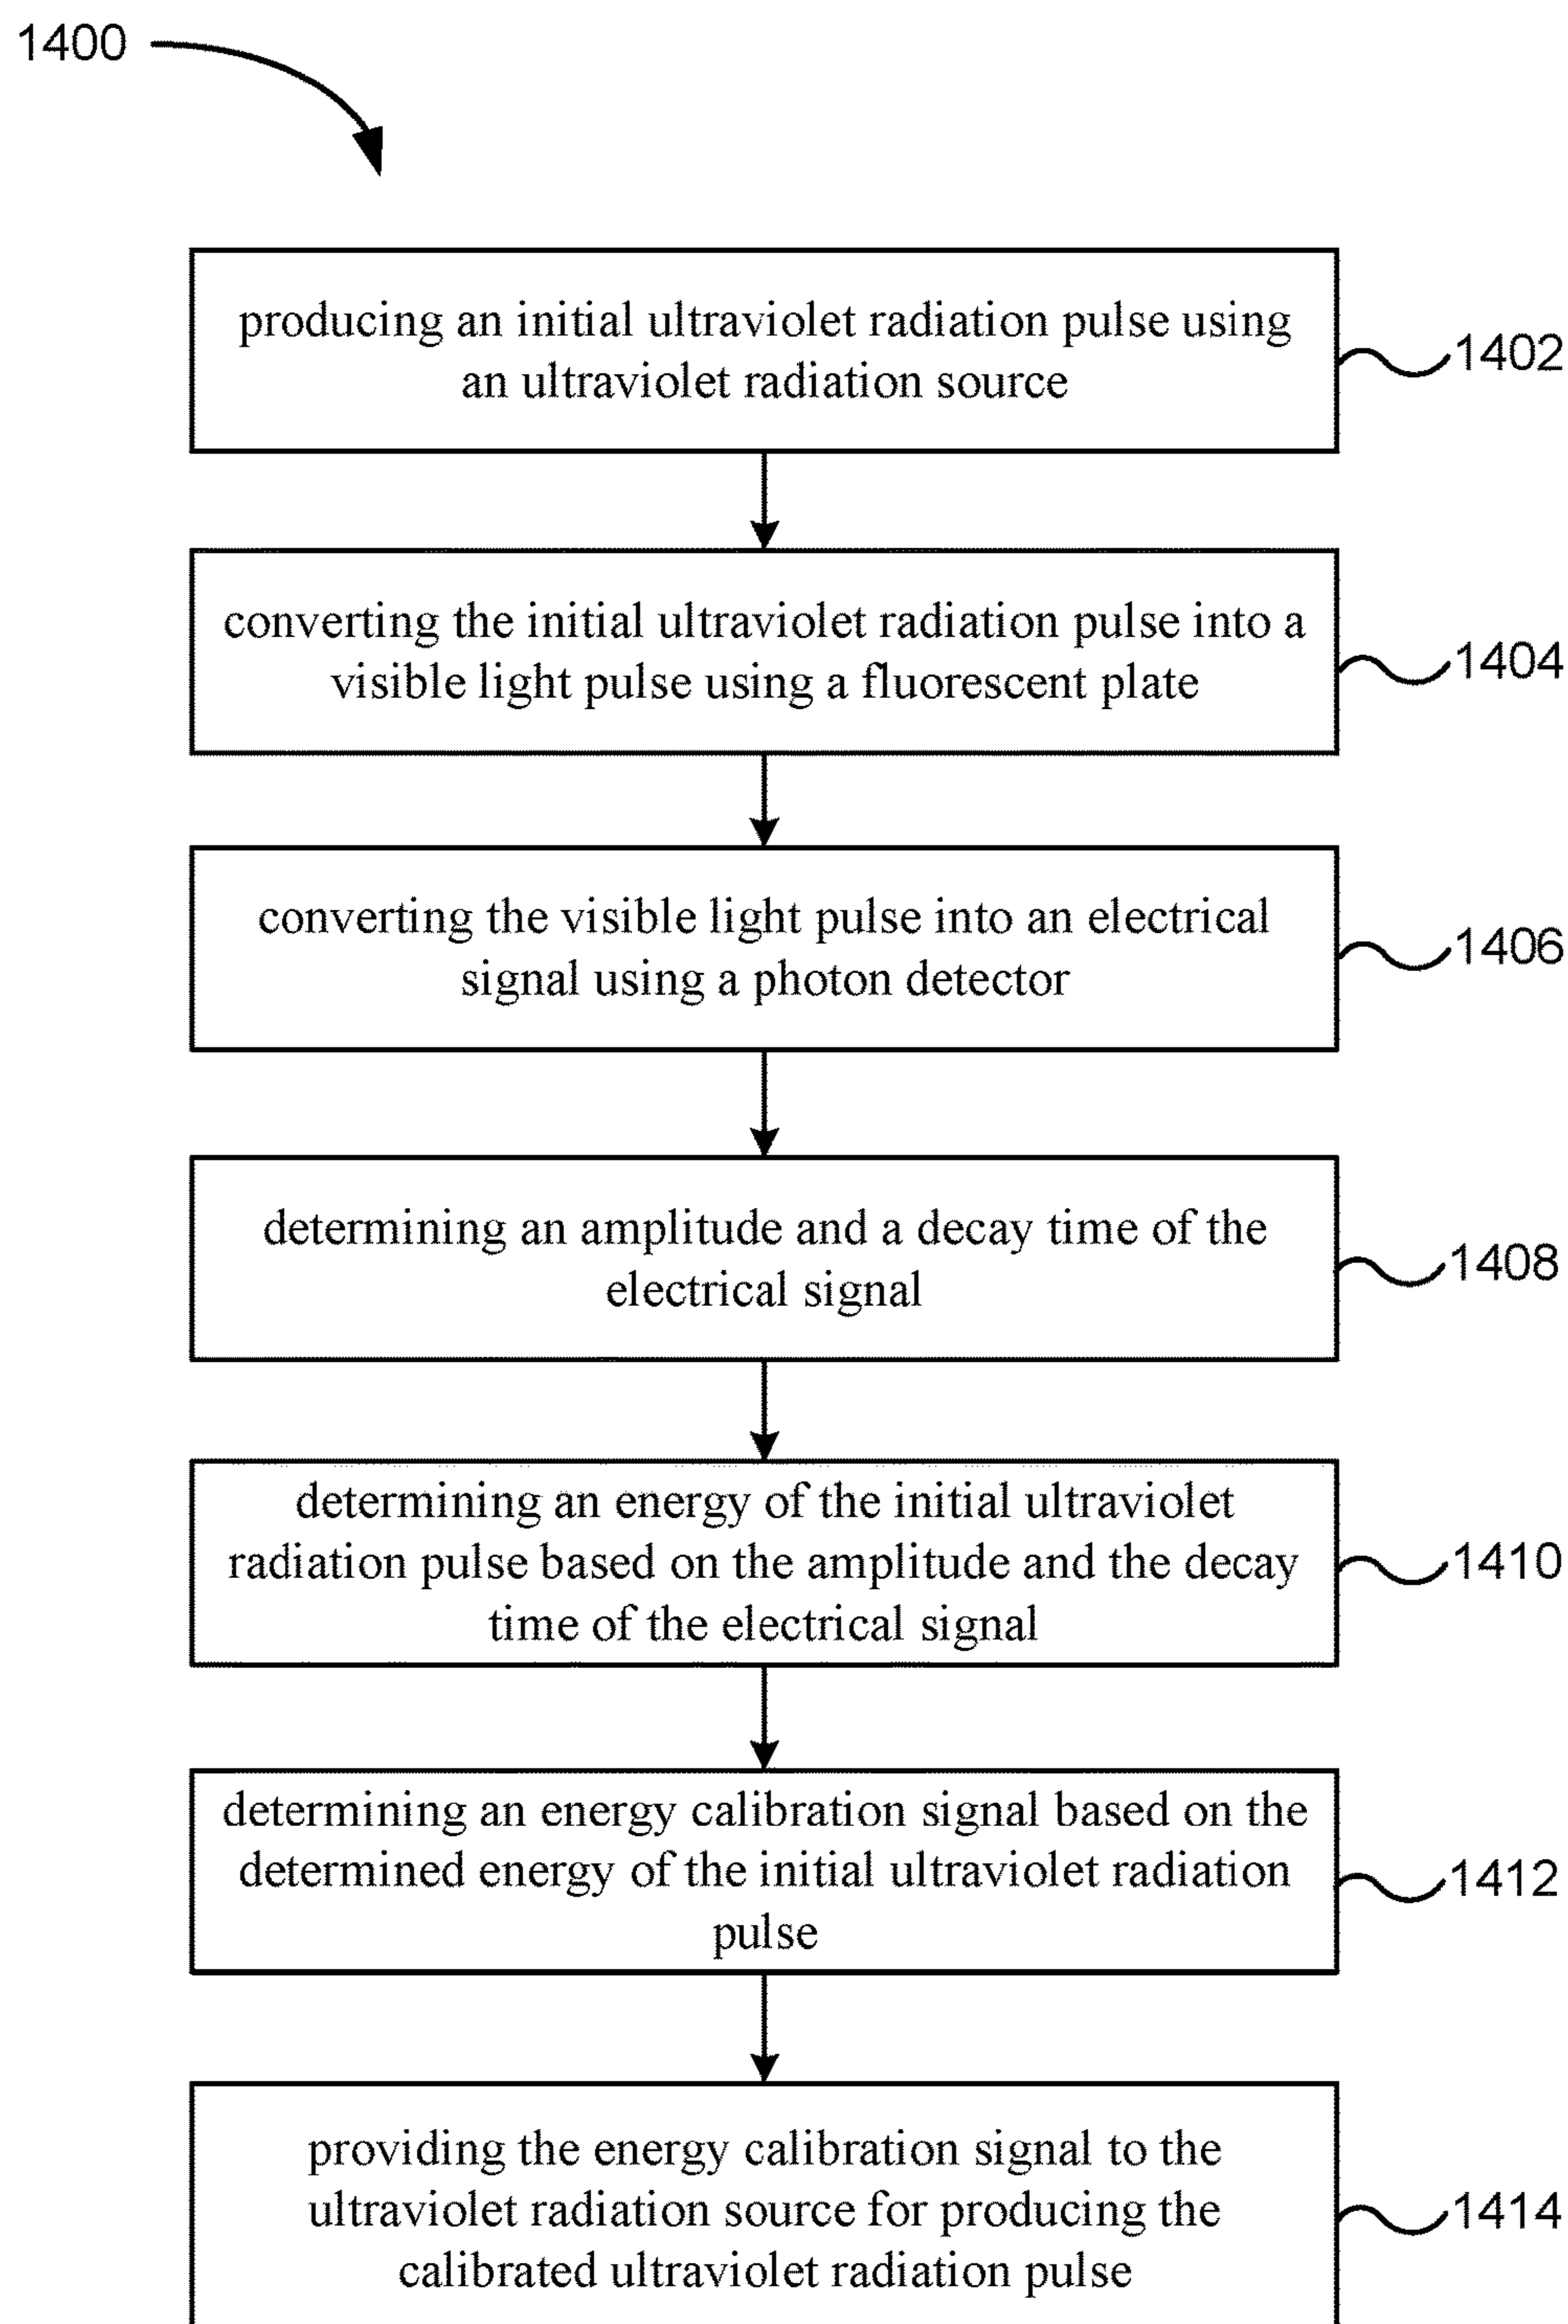 1400
producing an initial ultraviolet radiation pulse using
an ultraviolet radiation source
1402
converting the initial ultraviolet radiation pulse into a
visible light pulse using a fluorescent plate
1404
converting the visible light pulse into an electrical
signal using a photon detector
1406
determining an amplitude and a decay time of the
electrical signal
1408
determining an energy of the initial ultraviolet
radiation pulse based on the amplitude and the decay
time of the electrical signal
1410
determining an energy calibration signal based on the
determined energy of the initial ultraviolet radiation
pulse
1412
providing the energy calibration signal to the
ultraviolet radiation source for producing the
calibrated ultraviolet radiation pulse
1414